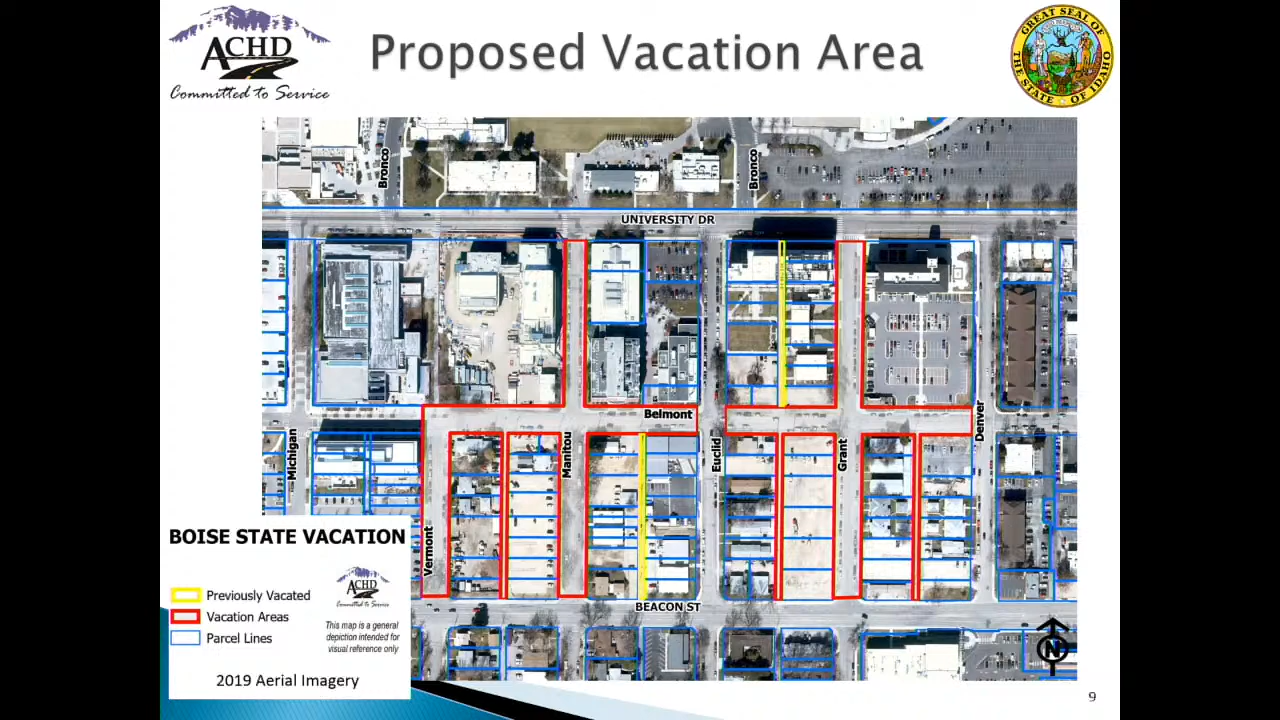 ACHD
Committed to Service
Proposed Vacation Area
GREAT SEAL OF
THE STATE OF IDAHO
Bronco
Bronco
UNIVERSITY DR
Belmont
Michigan
Vermont
Manitou
Euclid
Grant
Denver
BEACON ST
BOISE STATE VACATION
Previously Vacated
Vacation Areas
Parcel Lines
ACHD
Committed to Service
This map is a general
depiction intended for
visual reference only
2019 Aerial Imagery
N
9